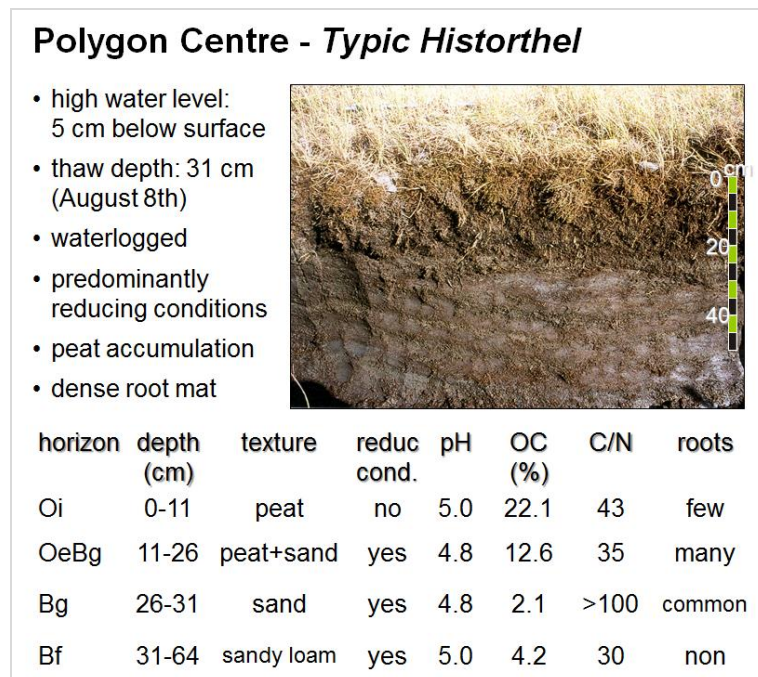 Polygon Centre - Typic Historthel
• high water level:
5 cm below surface
• thaw depth: 31 cm
(August 8th)
• waterlogged
• predominantly
reducing conditions
• peat accumulation
• dense root mat
cm
0
20
40
horizon depth texture reduc pH OC C/N roots
(cm) cond. (%)
Oi 0-11 peat no 5.0 22.1 43 few
OeBg 11-26 peat+sand yes 4.8 12.6 35 many
Bg 26-31 sand yes 4.8 2.1 >100 common
Bf 31-64 sandy loam yes 5.0 4.2 30 non